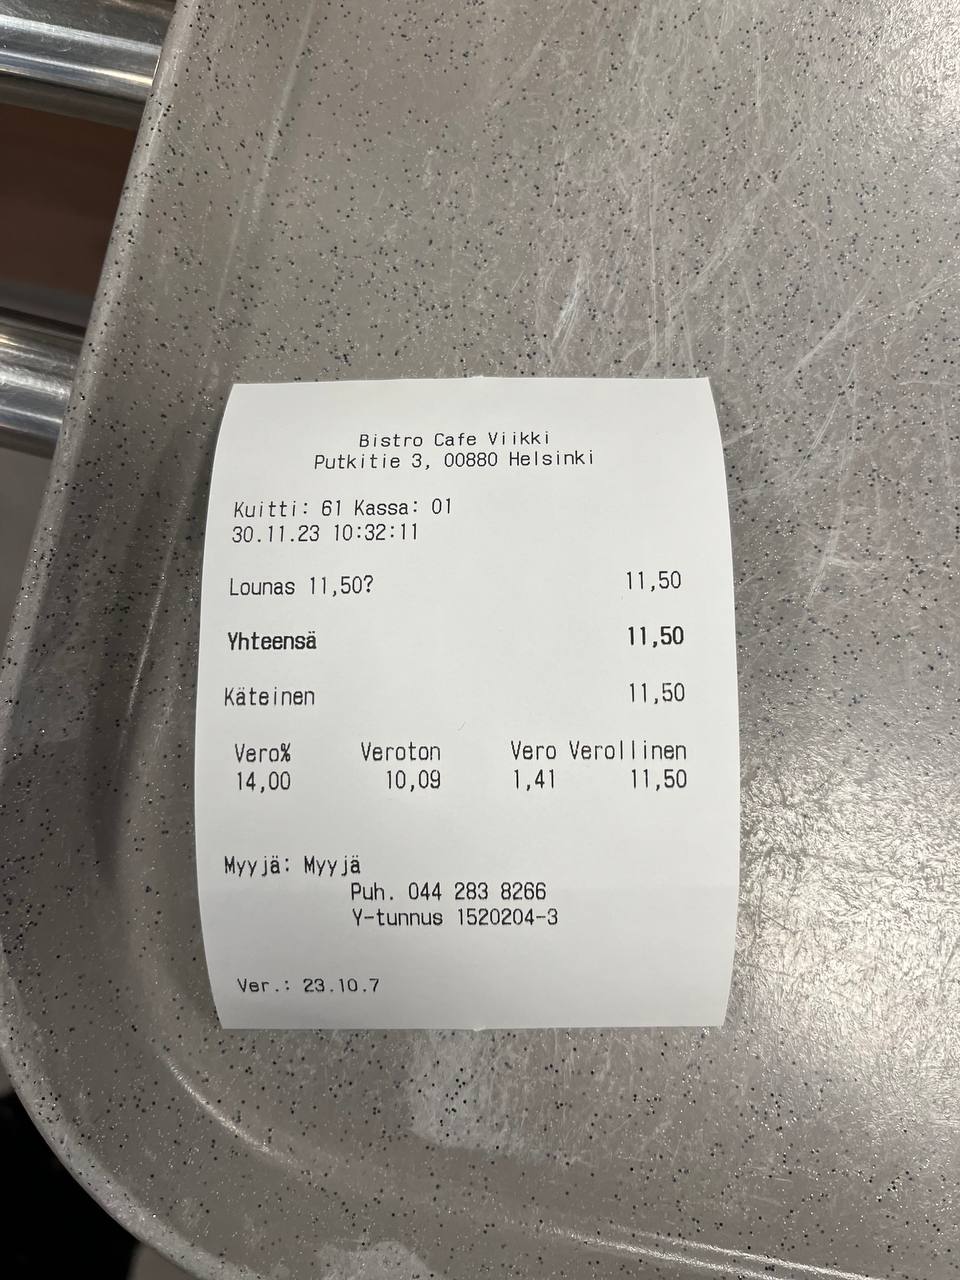 Bistro Cafe Viikki
Putkitie 3, 00880 Helsinki
Kuitti: 61 Kassa: 01
30.11.23 10:32:11
Lounas 11,50? 11,50
Yhteensä 11,50
Käteinen 11,50
Vero% Veroton Vero Verollinen
14,00 10,09 1,41 11,50
Myyjä: Myyjä
Puh. 044 283 8266
Y-tunnus 1520204-3
Ver.: 23.10.7